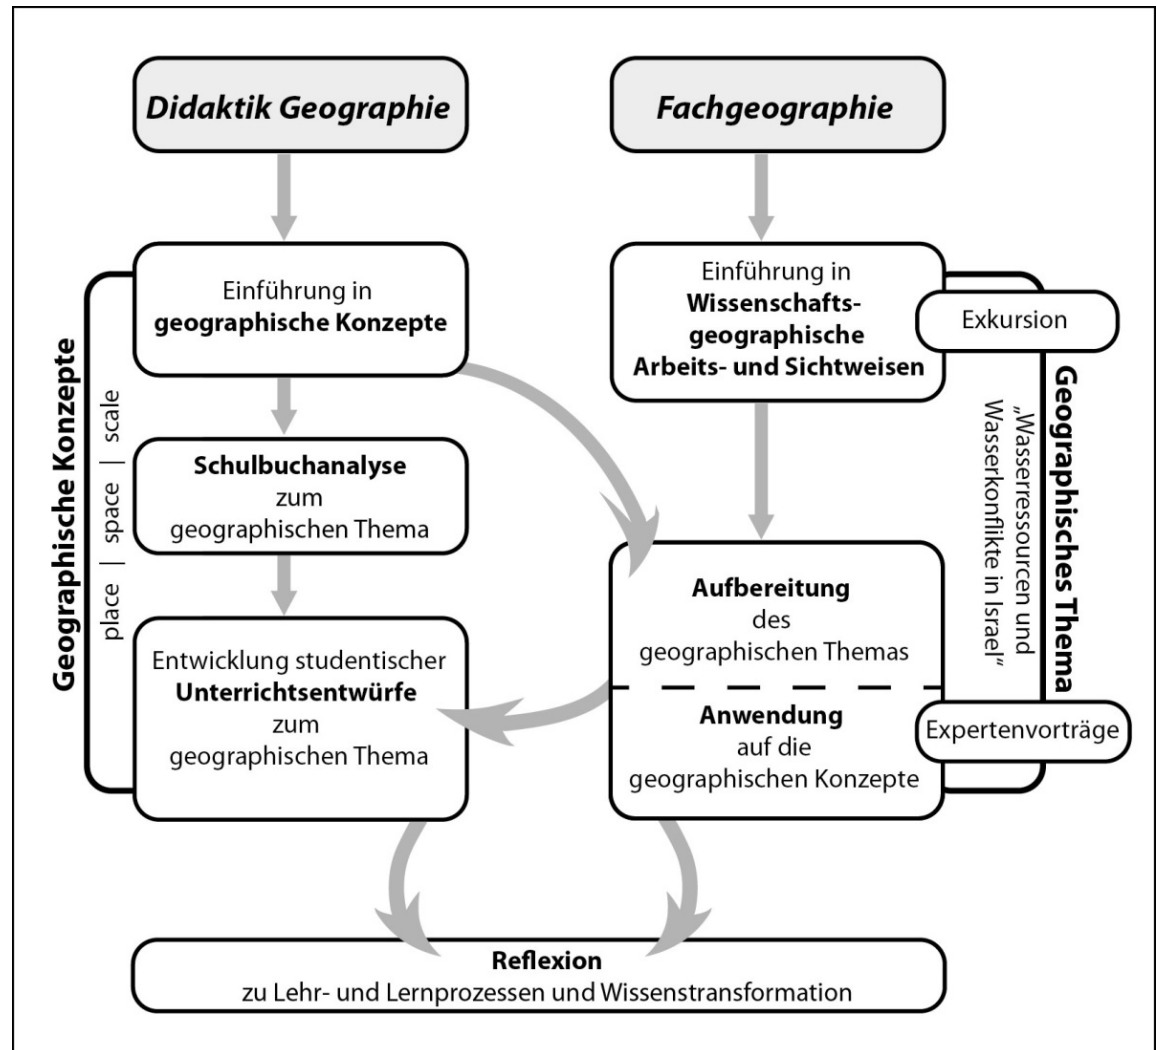 Didaktik Geographie
Fachgeographie
Einführung in
geographische Konzepte
Einführung in
Wissenschafts-
geographische
Arbeits- und Sichtweisen
Exkursion
Geographische Konzepte
place | space | scale
Schulbuchanalyse
zum
geographischen Thema
Geographisches Thema
„Wasserressourcen und
Wasserkonflikte in Israel“
Entwicklung studentischer
Unterrichtsentwürfe
zum
geographischen Thema
Aufbereitung
des
geographischen Themas
Anwendung
auf die
geographischen Konzepte
Expertenvorträge
Reflexion
zu Lehr- und Lernprozessen und Wissenstransformation